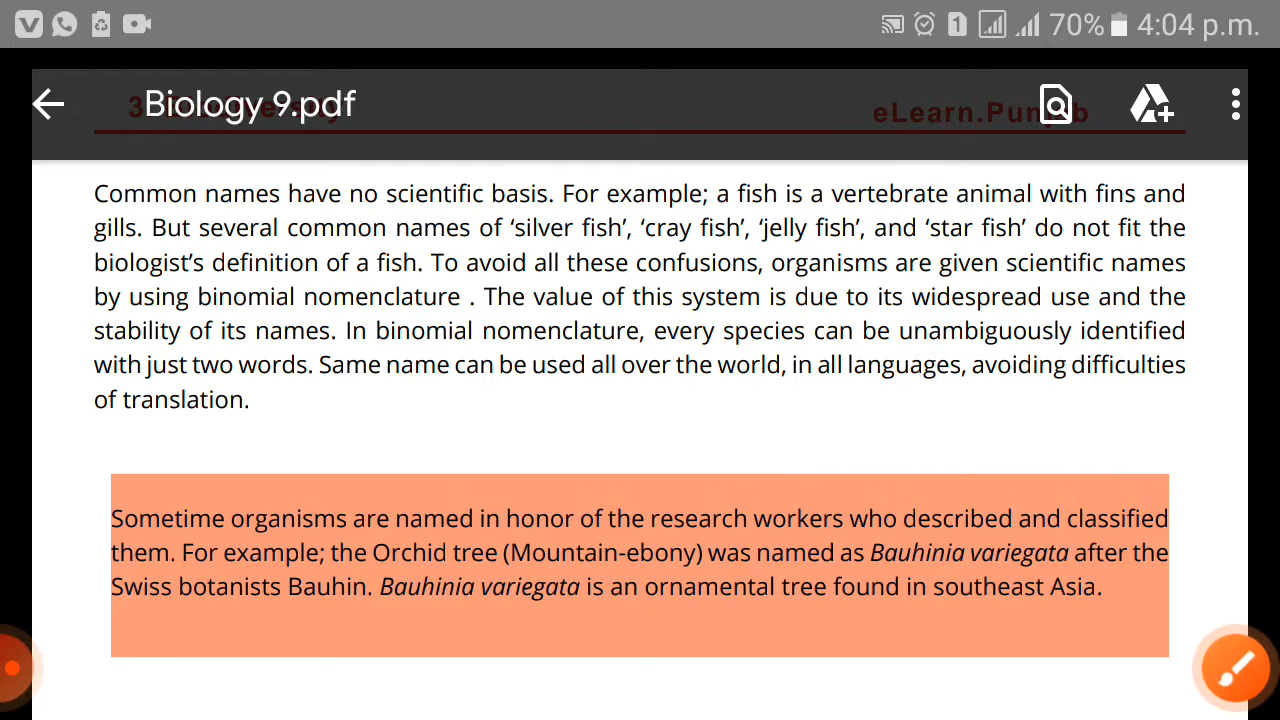 70% 4:04 p.m.
Biology 9.pdf
eLearn.Punjab
Common names have no scientific basis. For example; a fish is a vertebrate animal with fins and
gills. But several common names of ‘silver fish’, ‘cray fish’, ‘jelly fish’, and ‘star fish’ do not fit the
biologist’s definition of a fish. To avoid all these confusions, organisms are given scientific names
by using binomial nomenclature . The value of this system is due to its widespread use and the
stability of its names. In binomial nomenclature, every species can be unambiguously identified
with just two words. Same name can be used all over the world, in all languages, avoiding difficulties
of translation.
Sometime organisms are named in honor of the research workers who described and classified
them. For example; the Orchid tree (Mountain-ebony) was named as Bauhinia variegata after the
Swiss botanists Bauhin. Bauhinia variegata is an ornamental tree found in southeast Asia.